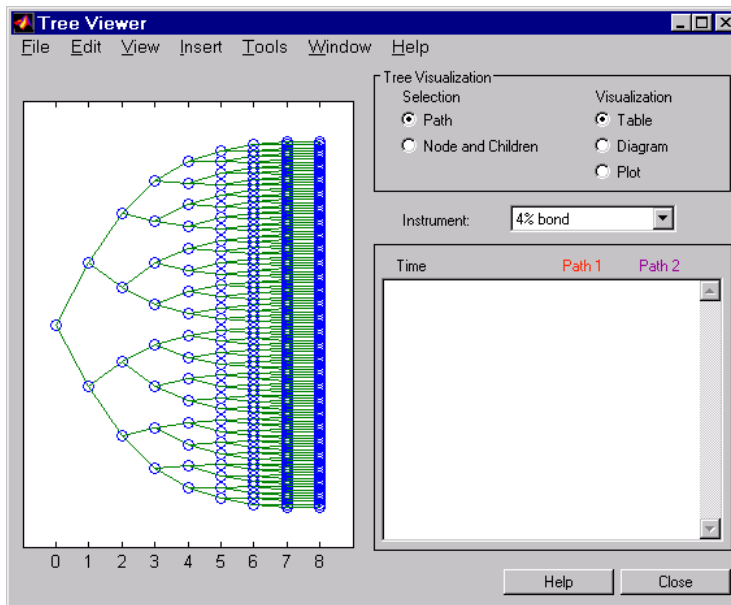 Tree Viewer
File Edit View Insert Tools Window Help
Tree Visualization
Selection Visualization
Path Table
Node and Children Diagram
Plot
Instrument: 4% bond
Time Path 1 Path 2
0 1 2 3 4 5 6 7 8
Help Close